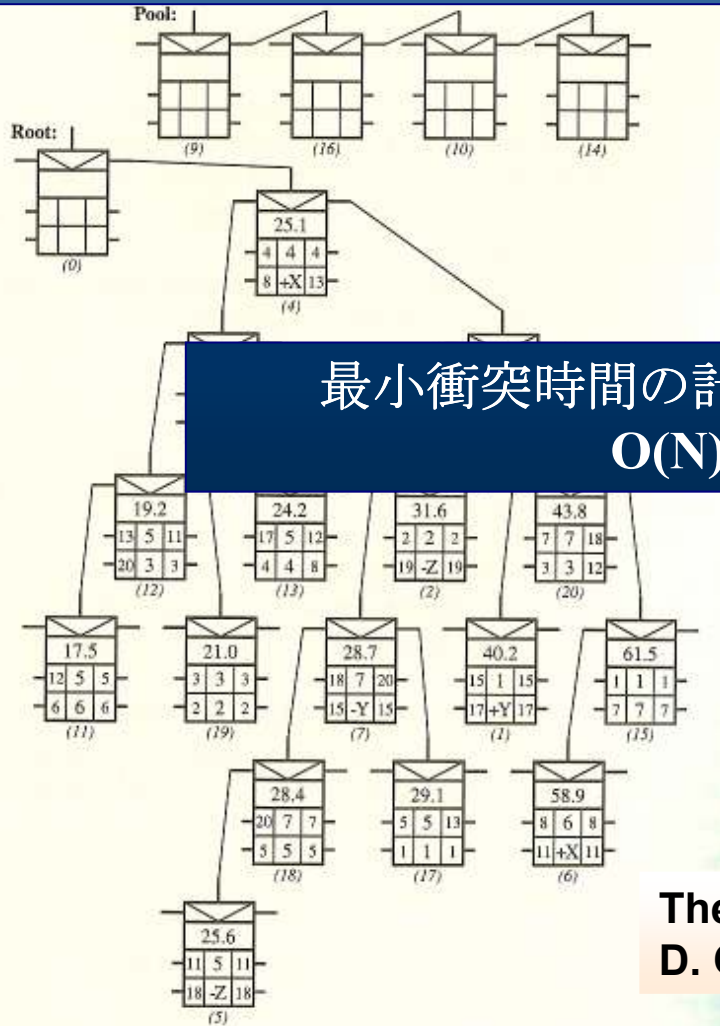 Pool:
(9) (16) (10) (14)
Root:
(0)
25.1
4 4 4
8 +X 13
(4)
最小衝突時間の計
O(N)
19.2 24.2 31.6 43.8
13 5 11 17 5 12 2 2 2 7 7 18
20 3 3 4 4 8 19 -Z 19 3 3 12
(12) (13) (2) (20)
17.5 21.0 28.7 40.2 61.5
12 5 5 3 3 3 18 7 20 15 1 15 1 1 1
6 6 6 2 2 2 15 -Y 15 17 +Y 17 7 7 7
(11) (19) (7) (1) (15)
28.4 29.1 58.9
20 7 7 5 5 13 8 6 8
5 5 5 1 1 1 11 +X 11
(18) (17) (6)
The
D.
25.6
11 5 11
18 -Z 18
(5)